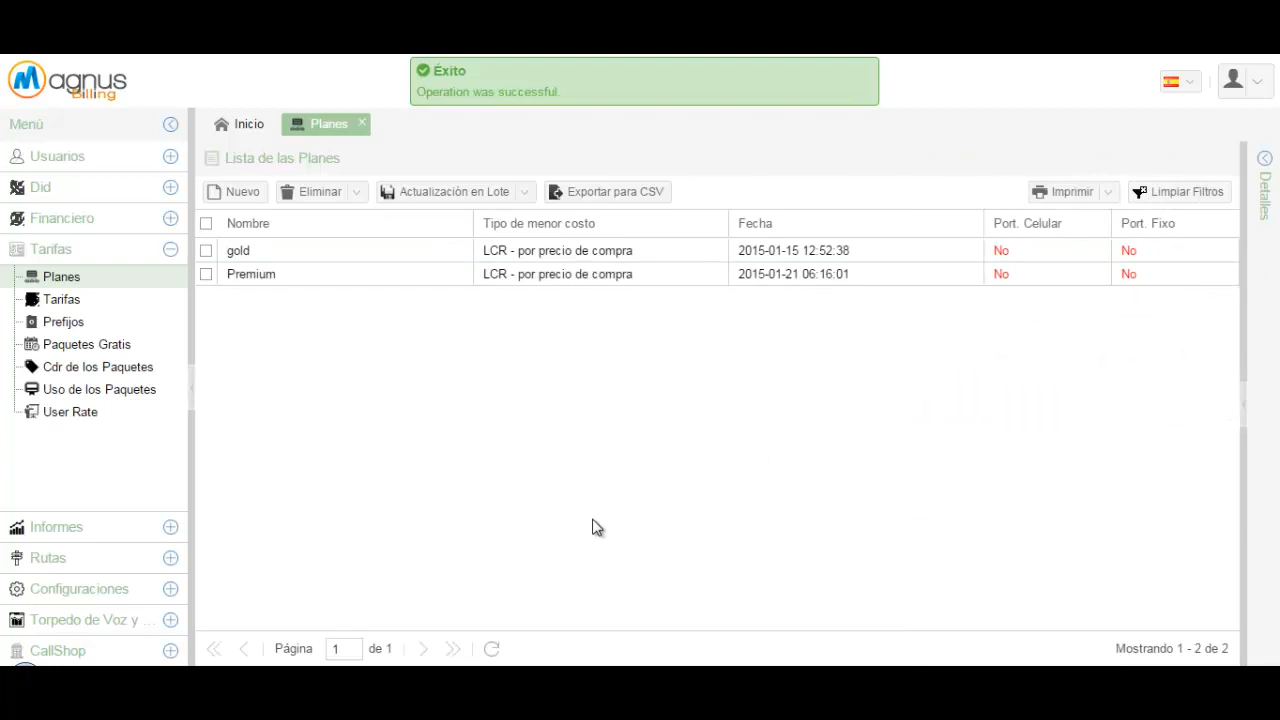 Magnus
Billing
Éxito
Operation was successful.
Menú
Inicio
Planes
Usuarios
Did
Financiero
Tarifas
Planes
Tarifas
Prefijos
Paquetes Gratis
Cdr de los Paquetes
Uso de los Paquetes
User Rate
Informes
Rutas
Configuraciones
Torpedo de Voz y ...
CallShop
Lista de las Planes
Nuevo Eliminar Actualización en Lote Exportar para CSV Imprimir Limpiar Filtros
Nombre Tipo de menor costo Fecha Port. Celular Port. Fixo
gold LCR - por precio de compra 2015-01-15 12:52:38 No No
Premium LCR - por precio de compra 2015-01-21 06:16:01 No No
Página 1 de 1
Mostrando 1 - 2 de 2
Detalles